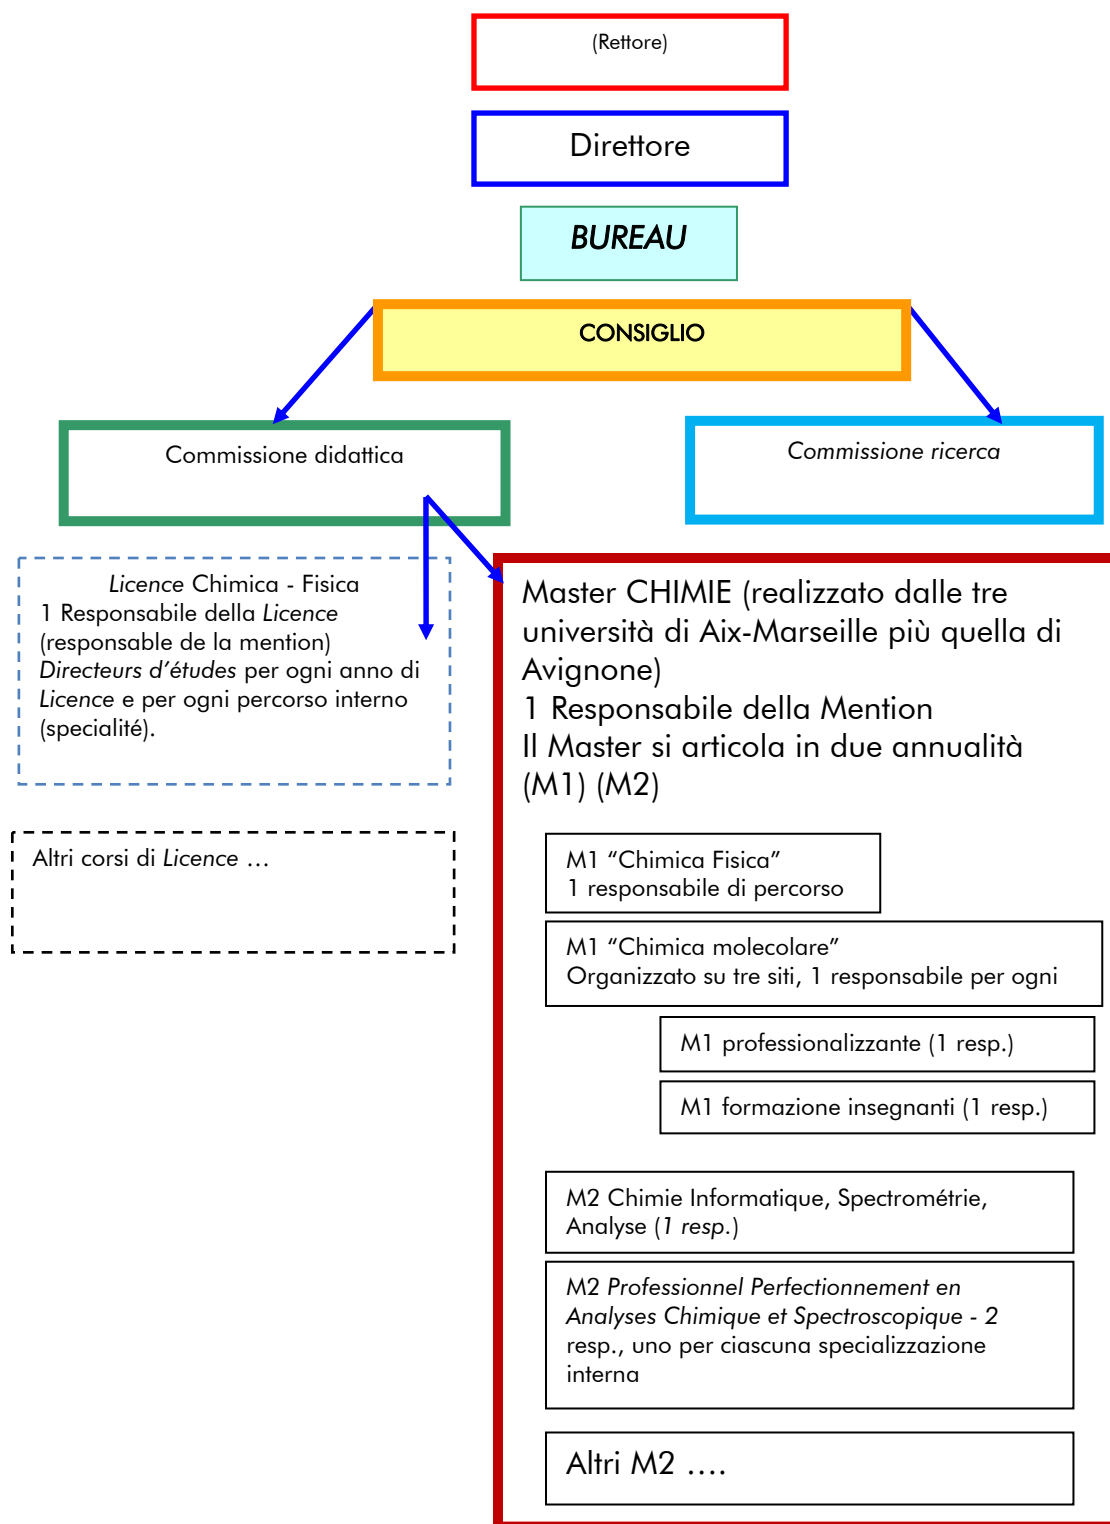 (Rettore)
Direttore
BUREAU
CONSIGLIO
Commissione didattica
Commissione ricerca
Licence Chimica - Fisica
1 Responsabile della Licence
(responsable de la mention)
Directeurs d’études per ogni anno di
Licence e per ogni percorso interno
(specialité).
Altri corsi di Licence …
Master CHIMIE (realizzato dalle tre
università di Aix-Marseille più quella di
Avignone)
1 Responsabile della Mention
Il Master si articola in due annualità
(M1) (M2)
M1 “Chimica Fisica”
1 responsabile di percorso
M1 “Chimica molecolare”
Organizzato su tre siti, 1 responsabile per ogni
M1 professionalizzante (1 resp.)
M1 formazione insegnanti (1 resp.)
M2 Chimie Informatique, Spectrométrie,
Analyse (1 resp.)
M2 Professionnel Perfectionnement en
Analyses Chimique et Spectroscopique - 2
resp., uno per ciascuna specializzazione
interna
Altri M2 ….